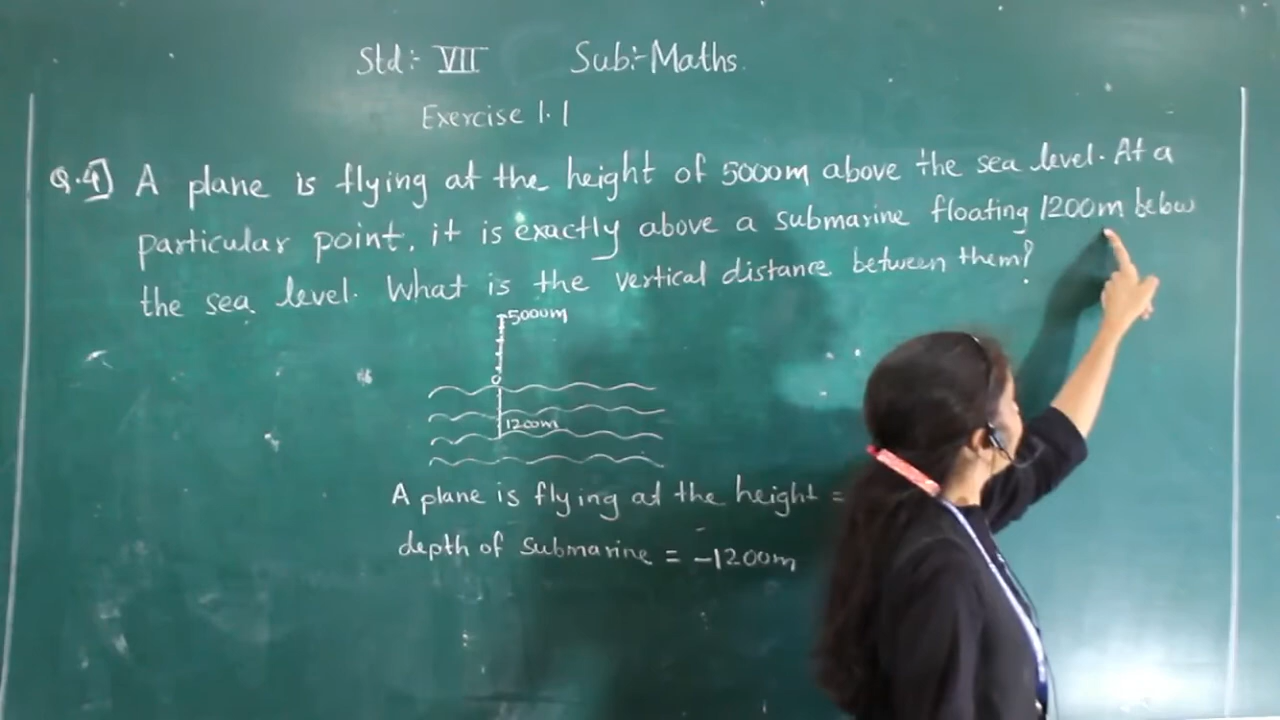 Std:- VII Sub:- Maths.
Exercise 1.1
Q.4] A plane is flying at the height of 5000m above the sea level. At a
particular point, it is exactly above a submarine floating 1200m below
the sea level. What is the vertical distance between them?
5000m
0
1200m
A plane is flying at the height =
depth of submarine = -1200m